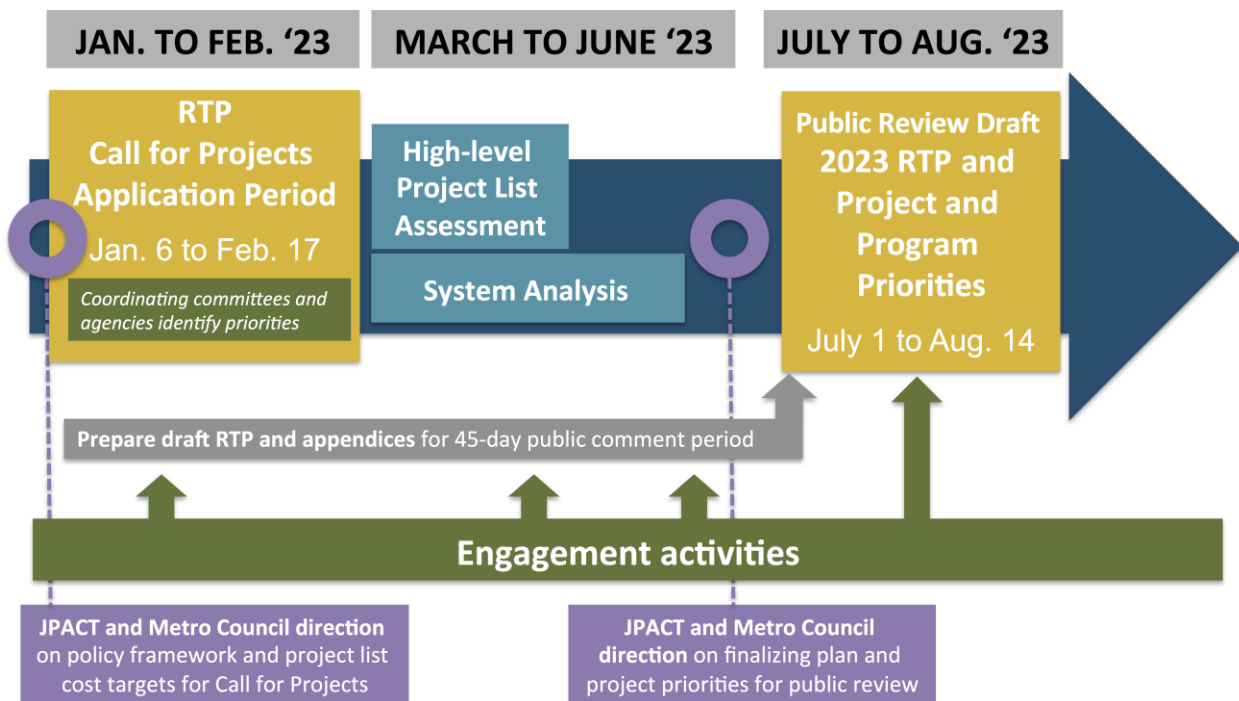 JAN. TO FEB. ‘23
MARCH TO JUNE ‘23
JULY TO AUG. ‘23
RTP
Call for Projects
Application Period
Jan. 6 to Feb. 17
Coordinating committees and
agencies identify priorities
High-level
Project List
Assessment
System Analysis
Public Review Draft
2023 RTP and
Project and
Program
Priorities
July 1 to Aug. 14
Prepare draft RTP and appendices for 45-day public comment period
Engagement activities
JPACT and Metro Council direction
on policy framework and project list
cost targets for Call for Projects
JPACT and Metro Council
direction on finalizing plan and
project priorities for public review